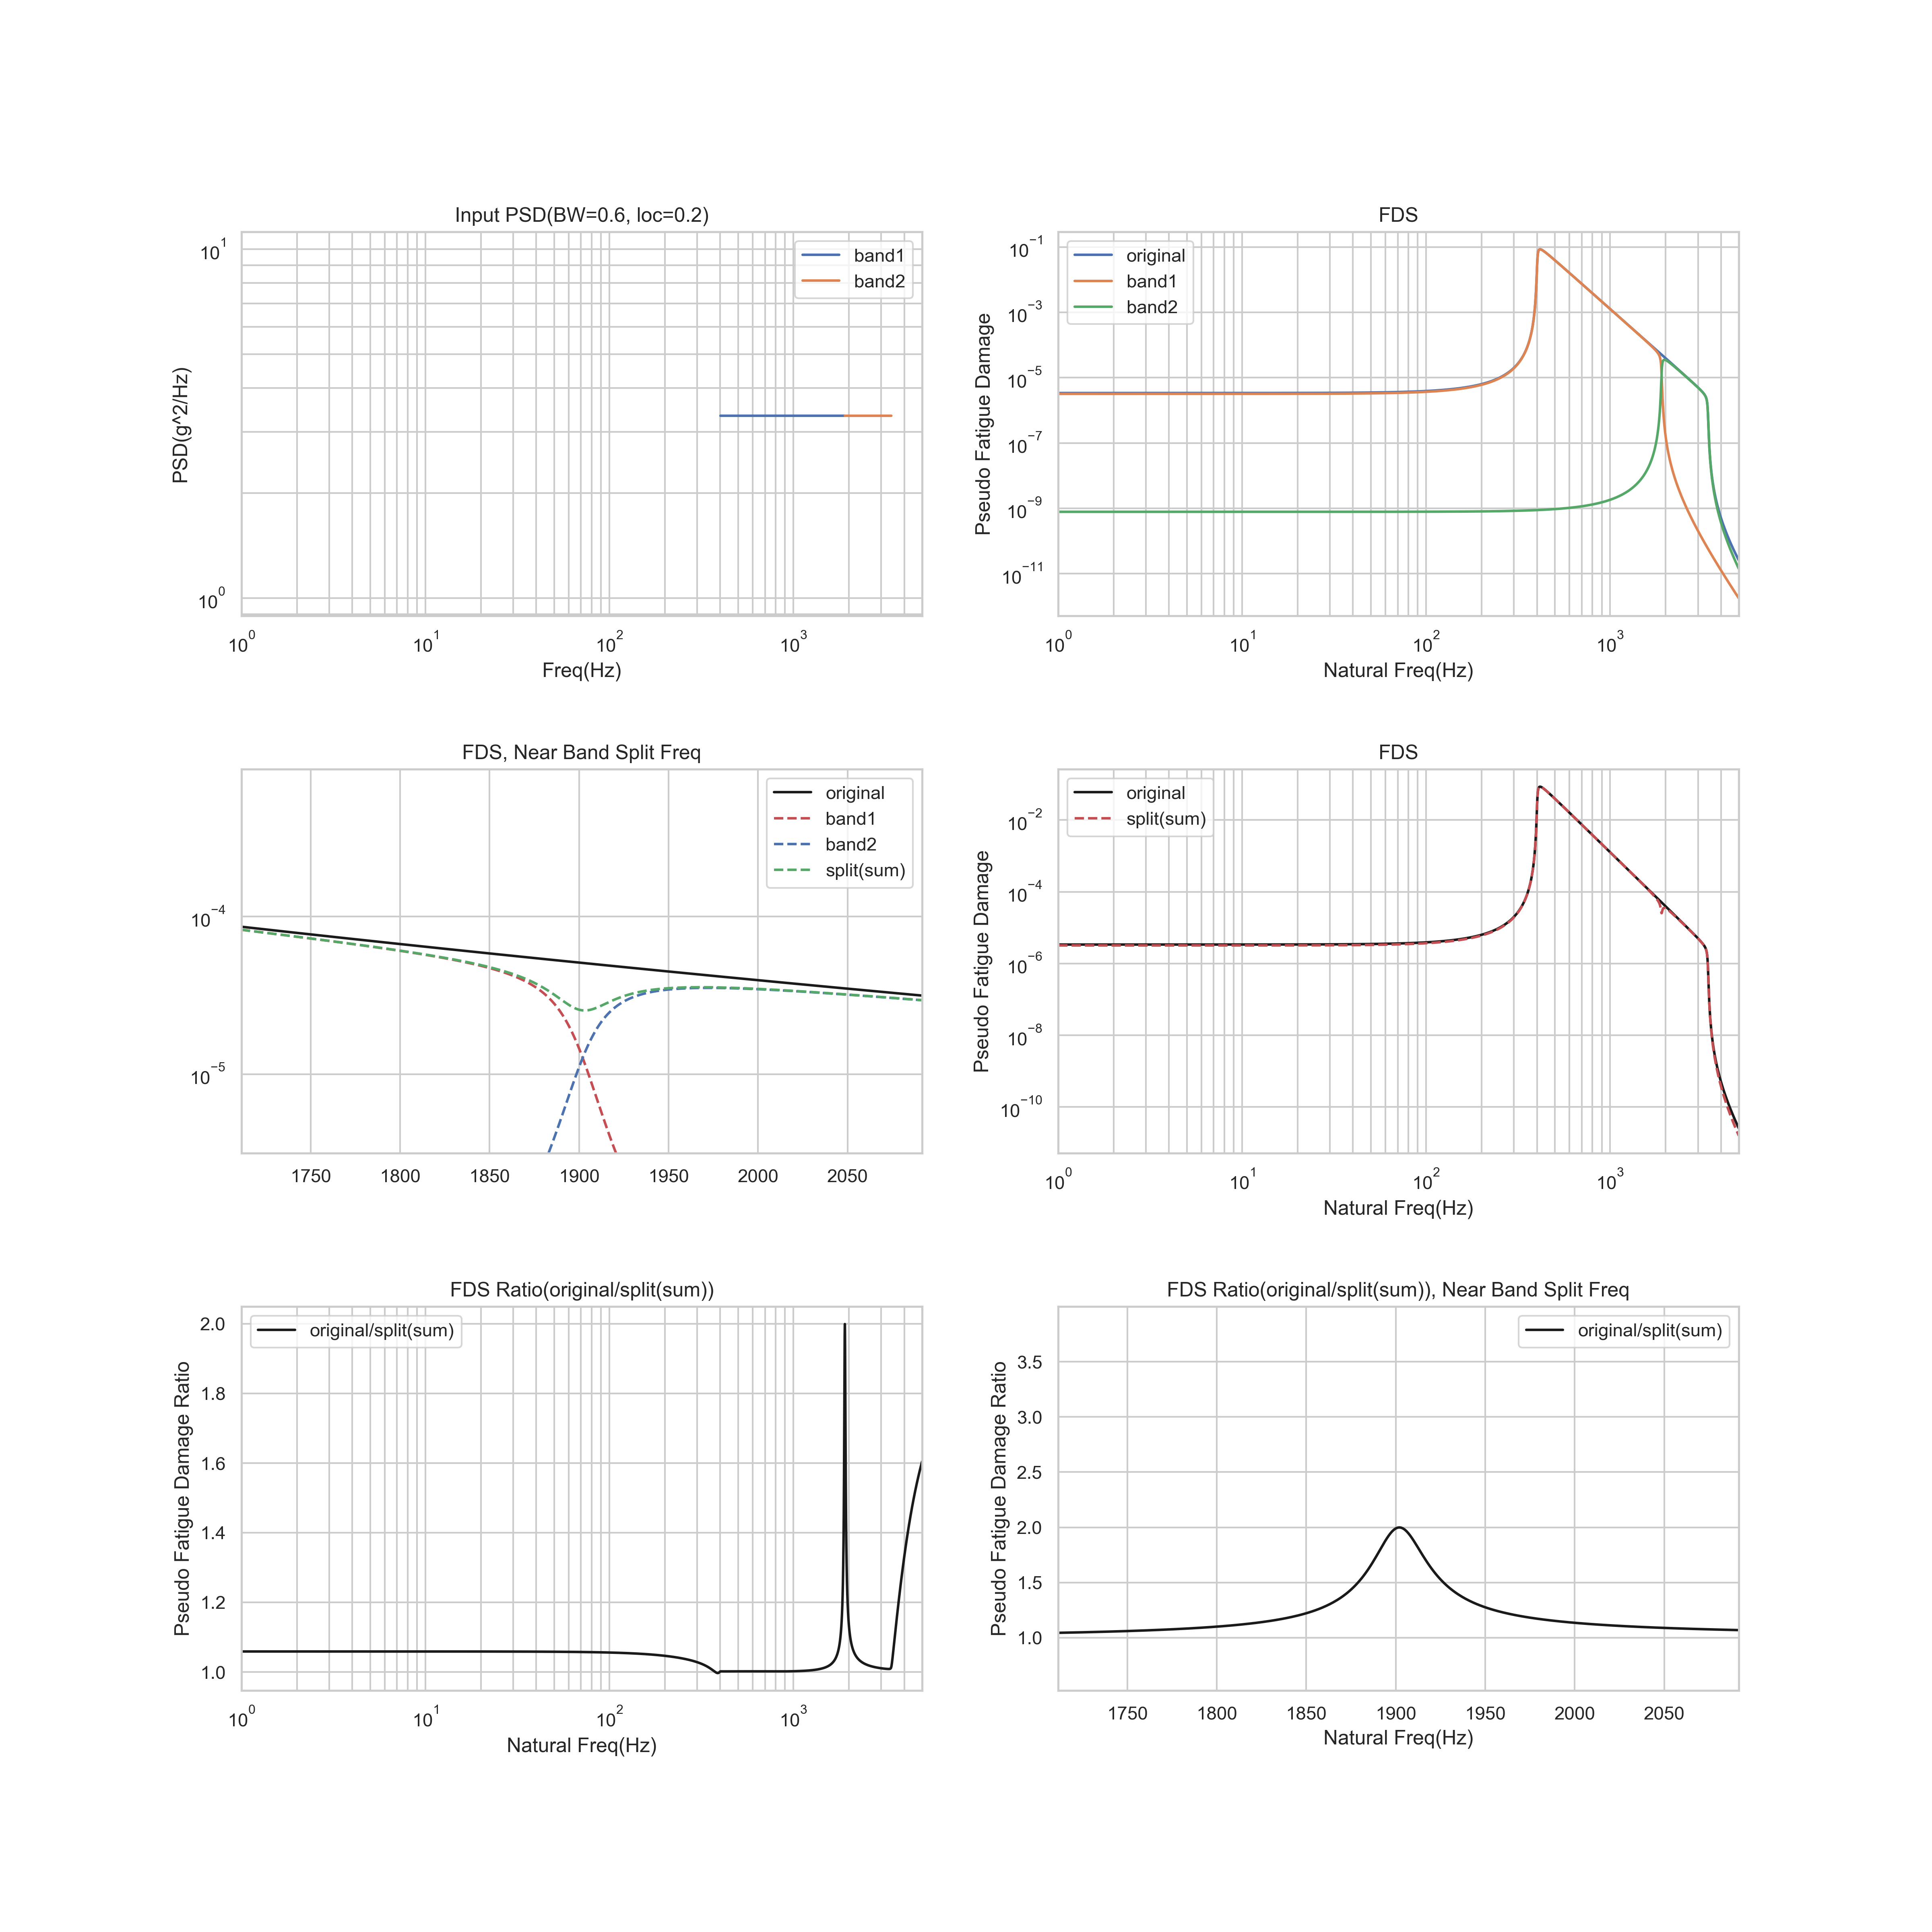 Input PSD(BW=0.6, loc=0.2)
PSD(g^2/Hz)
10^1
10^0
band1
band2
10^0 10^1 10^2 10^3
Freq(Hz)
FDS
Pseudo Fatigue Damage
10^−1
10^−3
10^−5
10^−7
10^−9
10^−11
original
band1
band2
10^0 10^1 10^2 10^3
Natural Freq(Hz)
FDS, Near Band Split Freq
10^−4
10^−5
original
band1
band2
split(sum)
1750 1800 1850 1900 1950 2000 2050
FDS
Pseudo Fatigue Damage
10^−2
10^−4
10^−6
10^−8
10^−10
original
split(sum)
10^0 10^1 10^2 10^3
Natural Freq(Hz)
FDS Ratio(original/split(sum))
Pseudo Fatigue Damage Ratio
2.0
1.8
1.6
1.4
1.2
1.0
original/split(sum)
10^0 10^1 10^2 10^3
Natural Freq(Hz)
FDS Ratio(original/split(sum)), Near Band Split Freq
Pseudo Fatigue Damage Ratio
3.5
3.0
2.5
2.0
1.5
1.0
original/split(sum)
1750 1800 1850 1900 1950 2000 2050
Natural Freq(Hz)